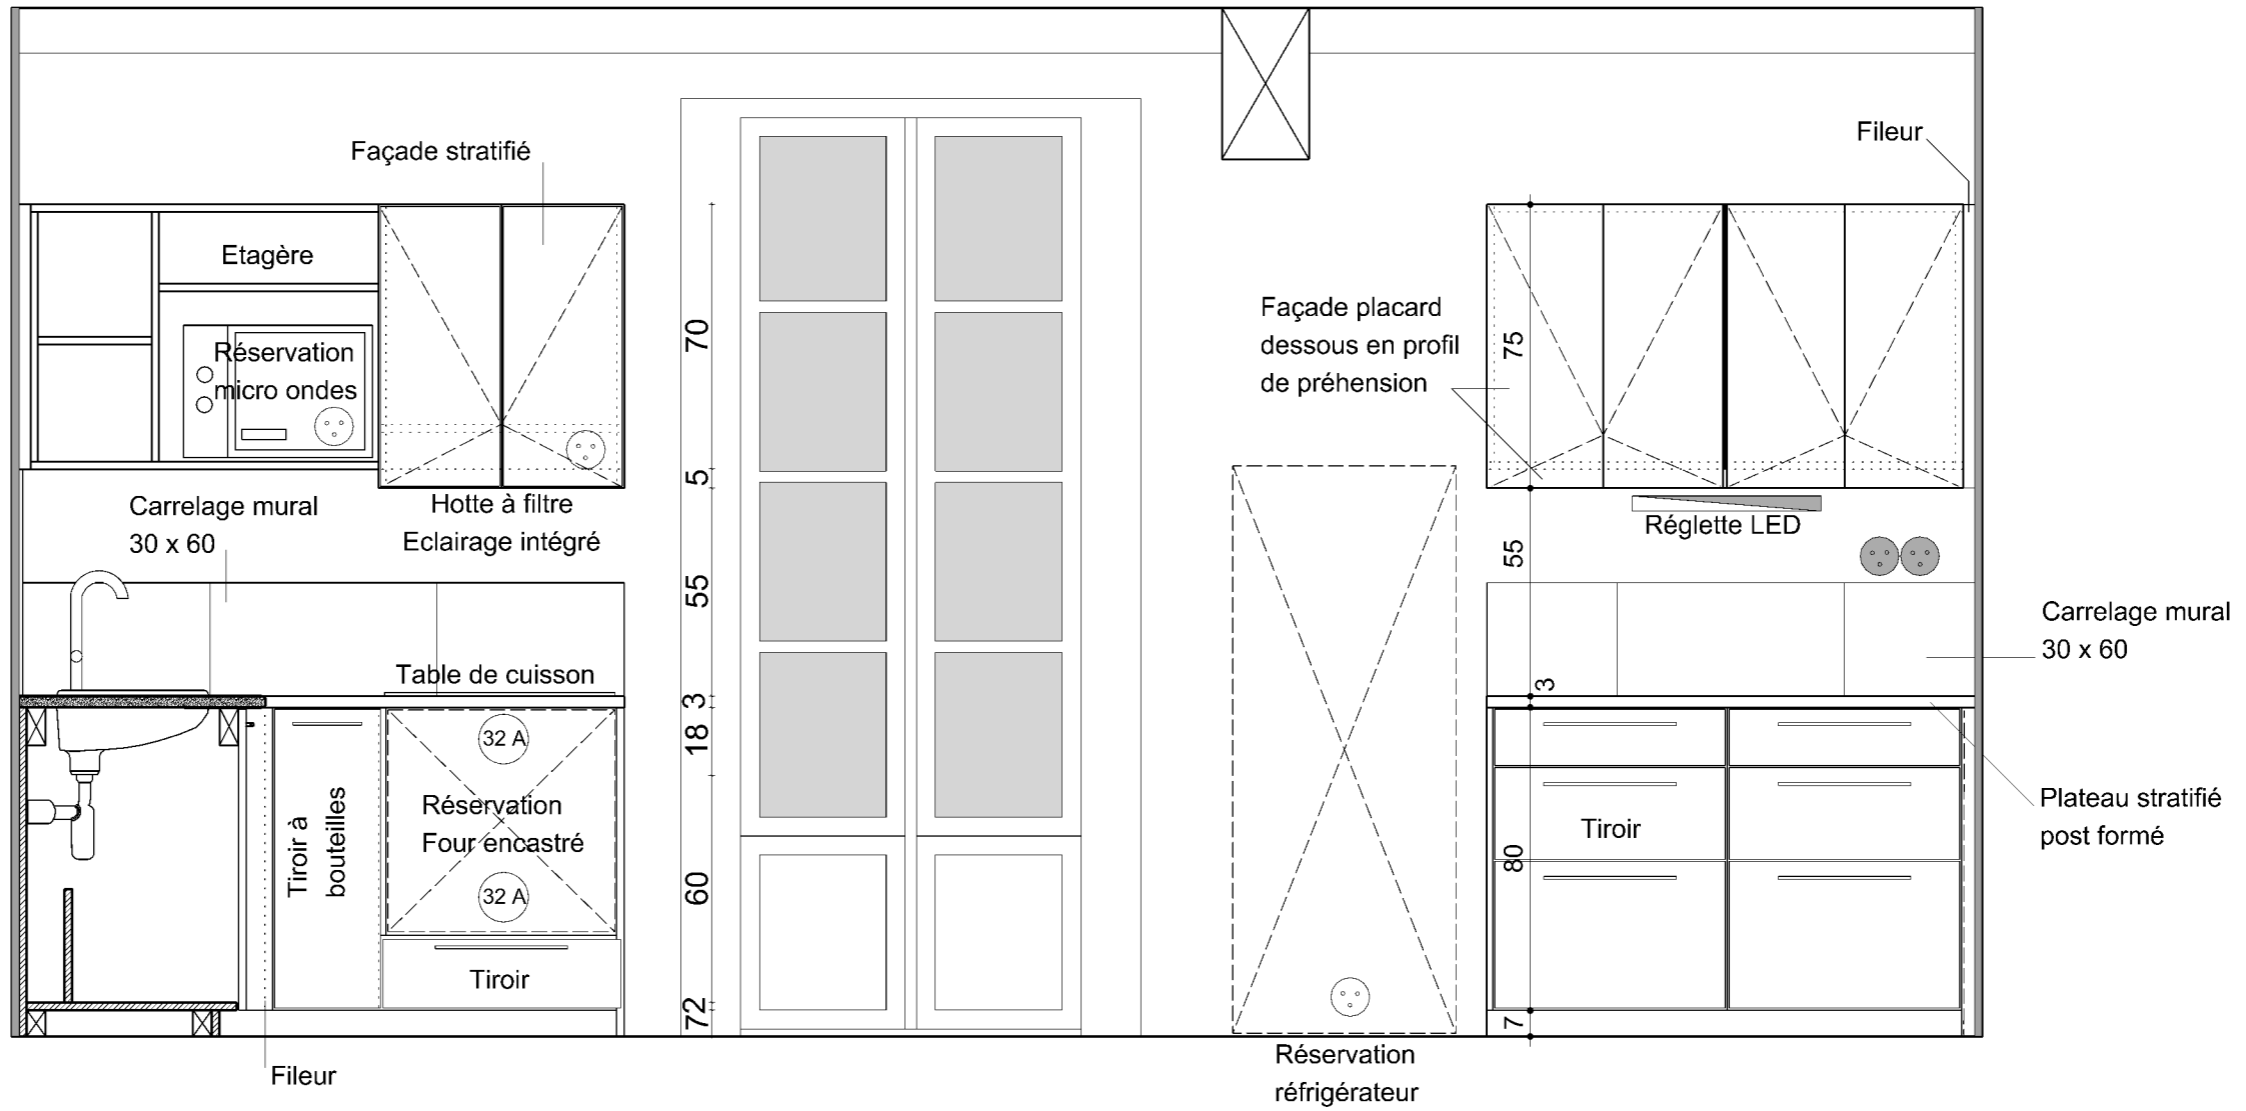 Façade stratifié
Fileur
Etagère
Réservation
micro ondes
70
5
55
3
18
60
2
7
Façade placard
dessous en profil
de préhension
75
55
3
80
7
Carrelage mural
30 x 60
Hotte à filtre
Eclairage intégré
Réglette LED
Table de cuisson
Carrelage mural
30 x 60
32 A
Réservation
Four encastré
32 A
Tiroir à
bouteilles
Tiroir
Tiroir
Plateau stratifié
post formé
Fileur
Réservation
réfrigérateur